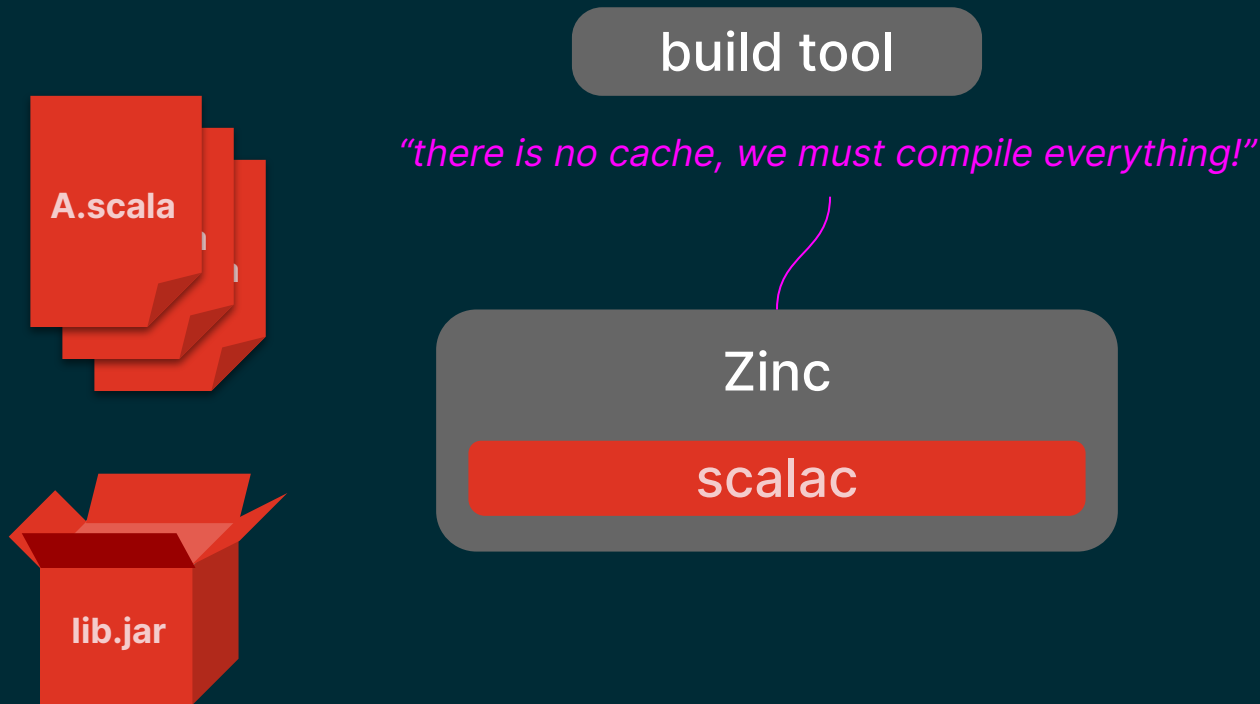 build tool
“there is no cache, we must compile everything!”
A.scala
a
a
Zinc
scalac
lib.jar